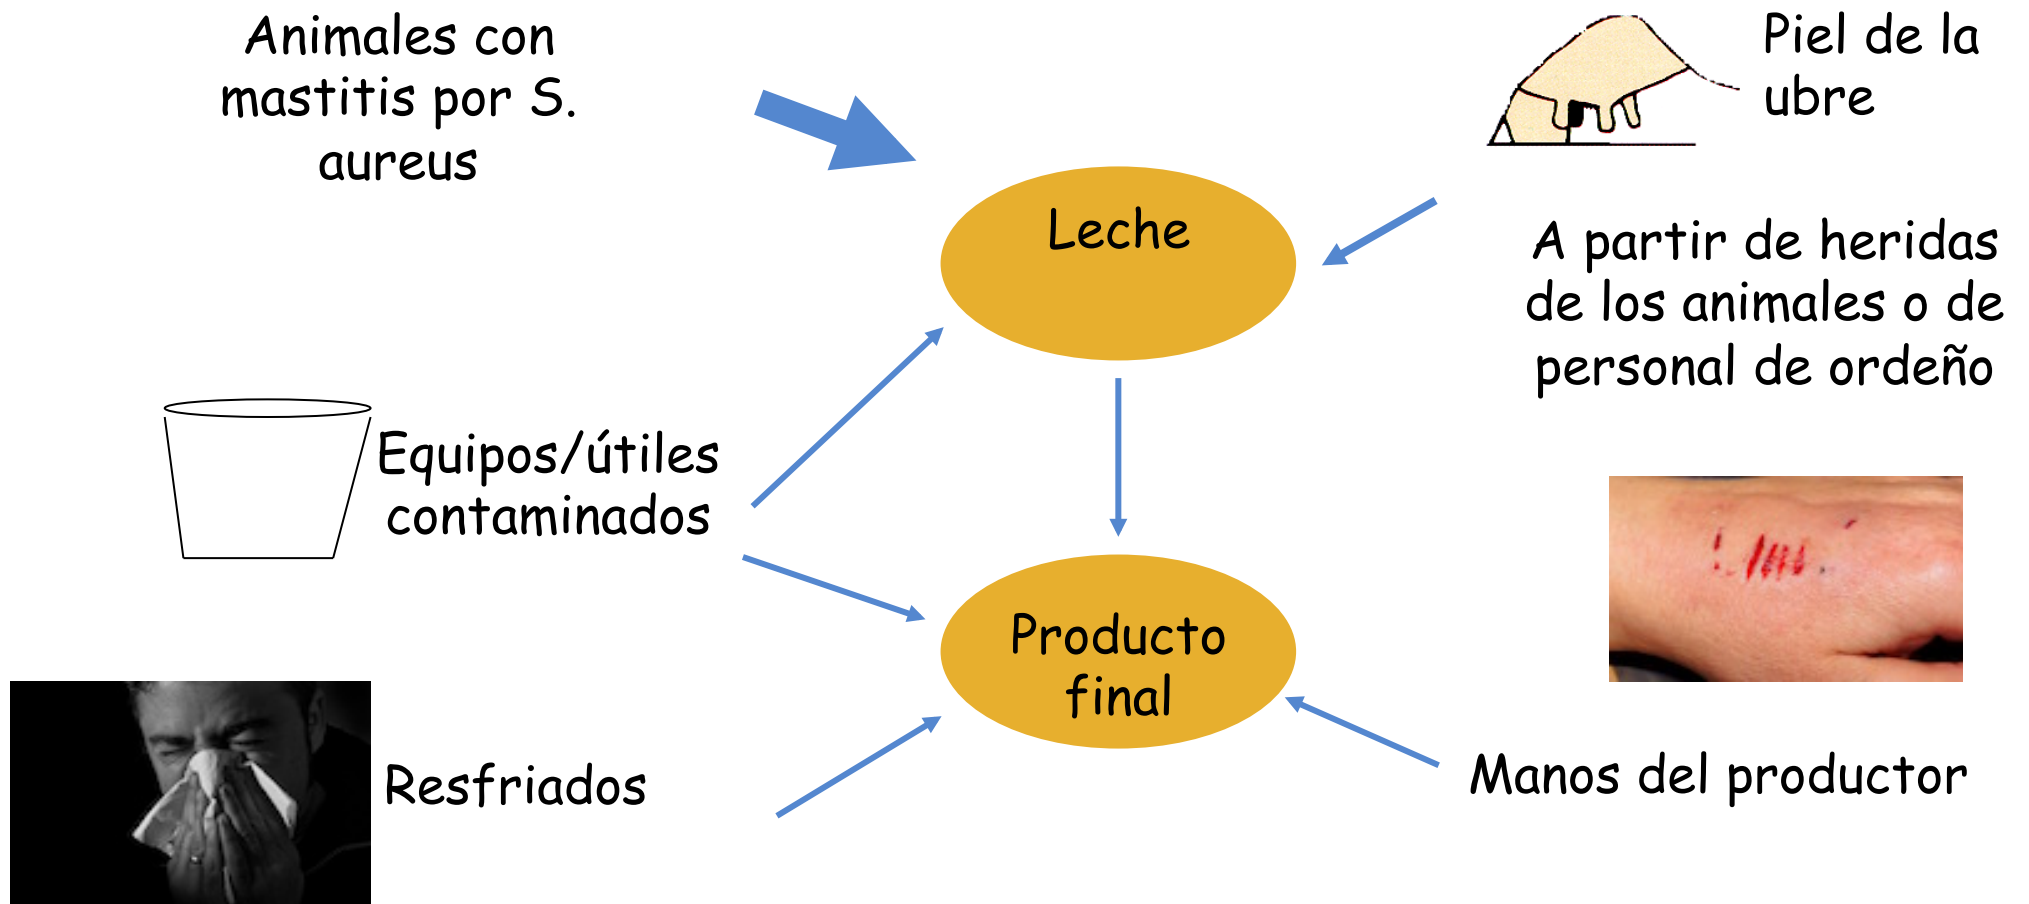 Animales con
mastitis por S.
aureus
Piel de la
ubre
Leche
A partir de heridas
de los animales o de
personal de ordeño
Equipos/útiles
contaminados
Producto
final
Resfriados
Manos del productor